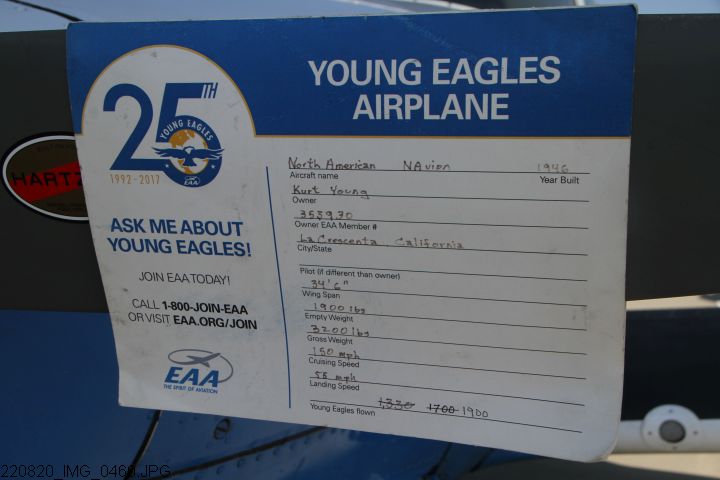 25TH
YOUNG EAGLES
EAA
1992-2017
YOUNG EAGLES
AIRPLANE
HARTZ
ASK ME ABOUT
YOUNG EAGLES!
JOIN EAA TODAY!
CALL 1-800-JOIN-EAA
OR VISIT EAA.ORG/JOIN
EAA
THE SPIRIT OF AVIATION
North American NAvion 1946
Aircraft name Year Built
Kurt Young
Owner
353930
Owner EAA Member #
La Crescenta California
City/State
Pilot (if different than owner)
34'6"
Wing Span
1900 lbs
Empty Weight
3200 lbs
Gross Weight
150 mph
Cruising Speed
55 mph
Landing Speed
Young Eagles flown 1,330 1700 1900
220820_IMG_0460.JPG